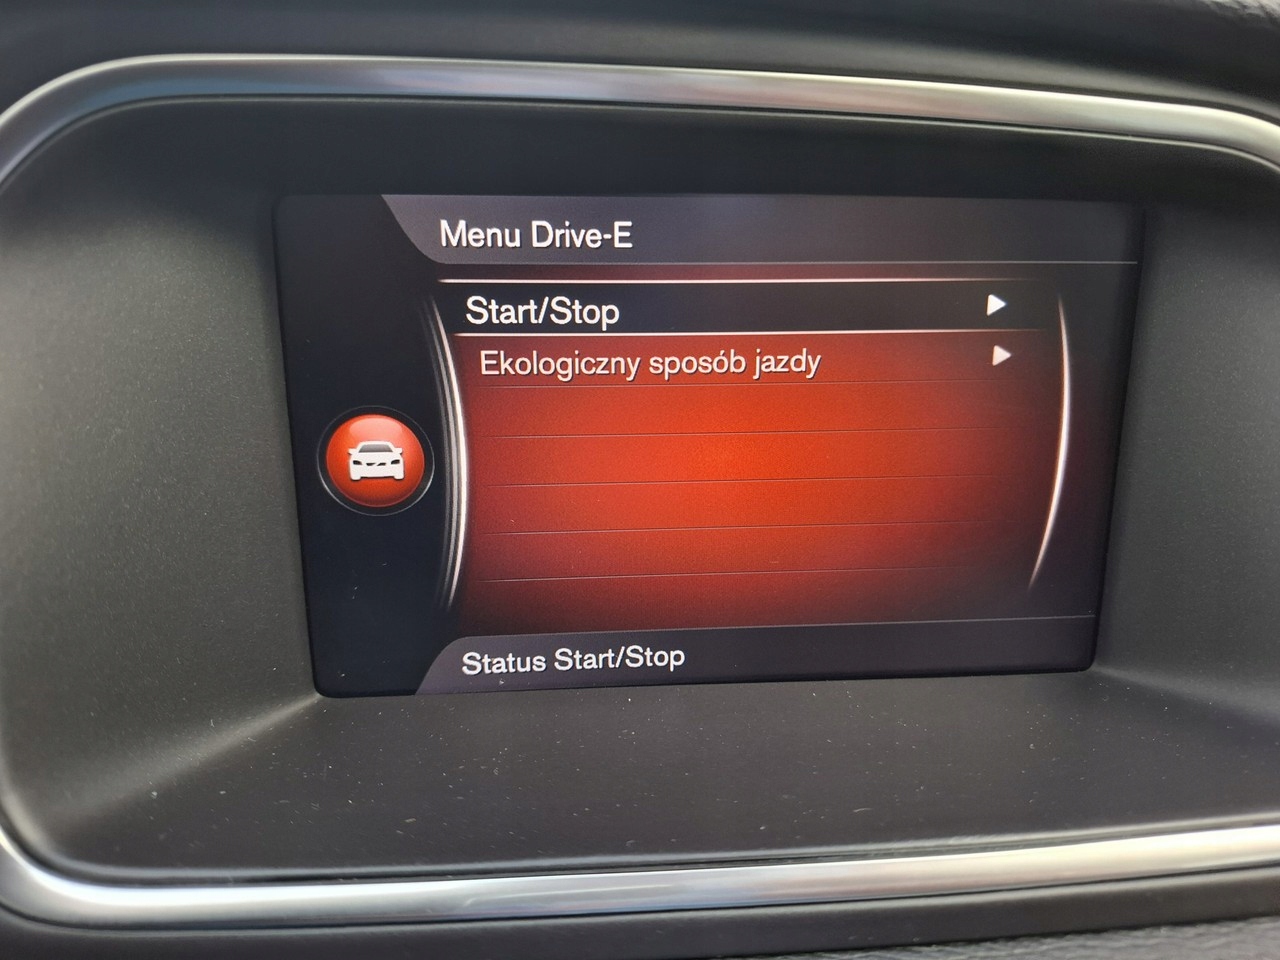 Menu Drive-E
Start/Stop
Ekologiczny sposób jazdy
Status Start/Stop